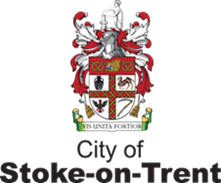 VIS UNITA FORTIOR
City of
Stoke-on-Trent